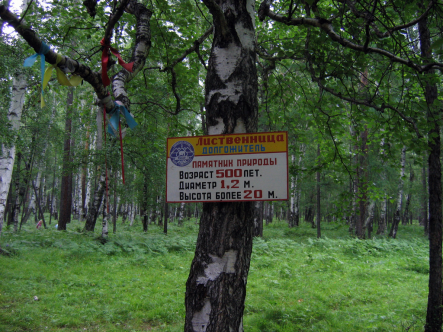 Лиственница
ДОЛГОЖИТЕЛЬ
ПАМЯТНИК ПРИРОДЫ
ВОЗРАСТ 500 ЛЕТ.
ДИАМЕТР 1,2 М.
ВЫСОТА БОЛЕЕ 20 М.